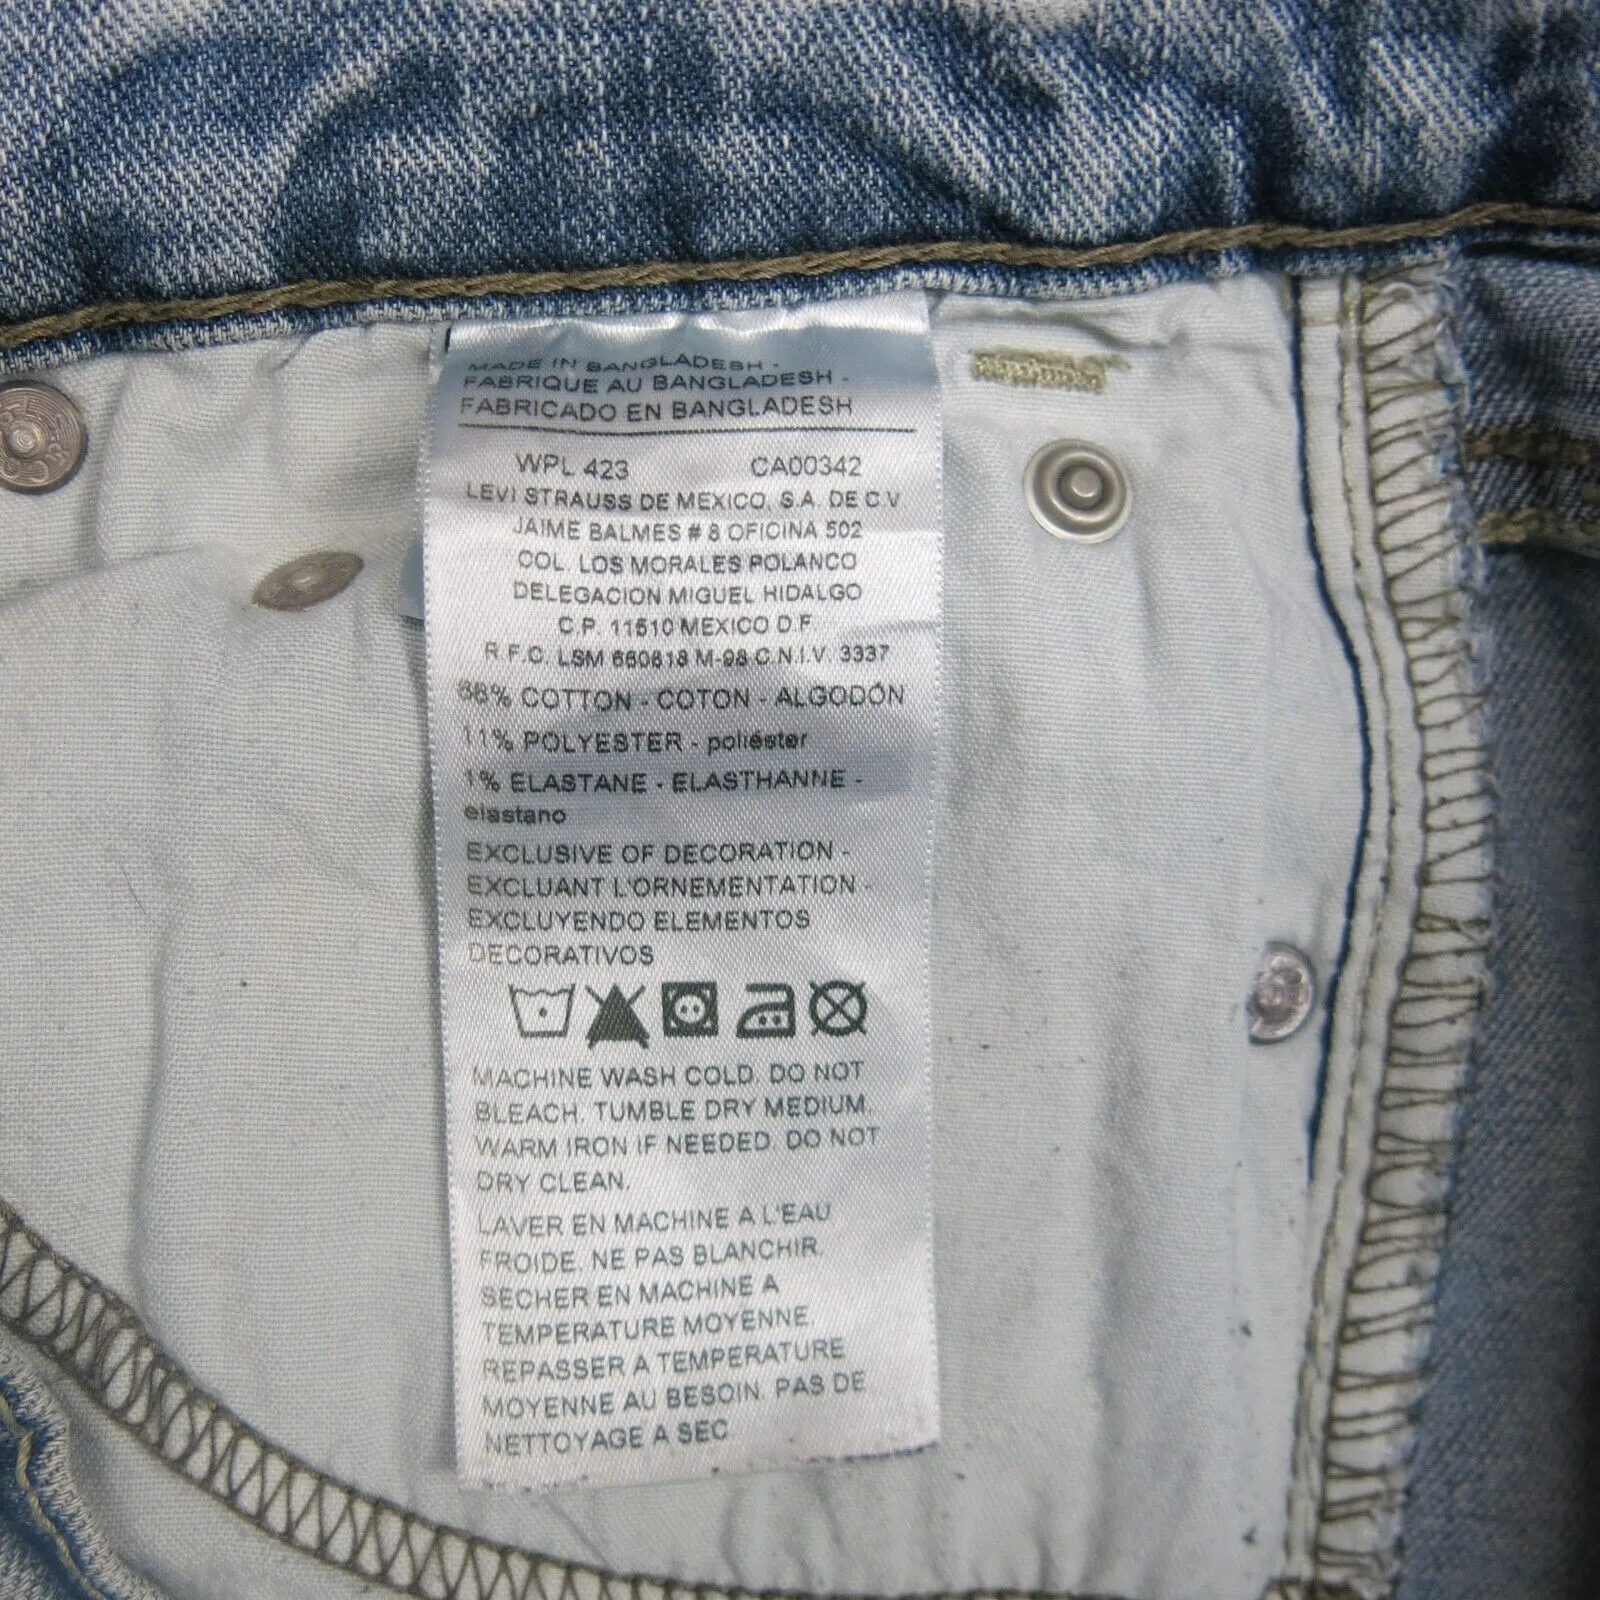 MADE IN BANGLADESH -
FABRIQUE AU BANGLADESH -
FABRICADO EN BANGLADESH
WPL 423 CA00342
LEVI STRAUSS DE MEXICO, S.A. DE C.V
JAIME BALMES # 8 OFICINA 502
COL. LOS MORALES POLANCO
DELEGACION MIGUEL HIDALGO
C.P. 11510 MEXICO D.F
R.F.C. LSM M-98 C.N.I.V. 3337
88% COTTON - COTON - ALGODÓN
11% POLYESTER - poliéster
1% ELASTANE - ELASTHANNE -
elastano
EXCLUSIVE OF DECORATION -
EXCLUANT L'ORNEMENTATION -
EXCLUYENDO ELEMENTOS
DECORATIVOS
MACHINE WASH COLD. DO NOT
BLEACH. TUMBLE DRY MEDIUM.
WARM IRON IF NEEDED. DO NOT
DRY CLEAN.
LAVER EN MACHINE A L'EAU
FROIDE. NE PAS BLANCHIR.
SECHER EN MACHINE A
TEMPERATURE MOYENNE.
REPASSER A TEMPERATURE
MOYENNE AU BESOIN. PAS DE
NETTOYAGE A SEC